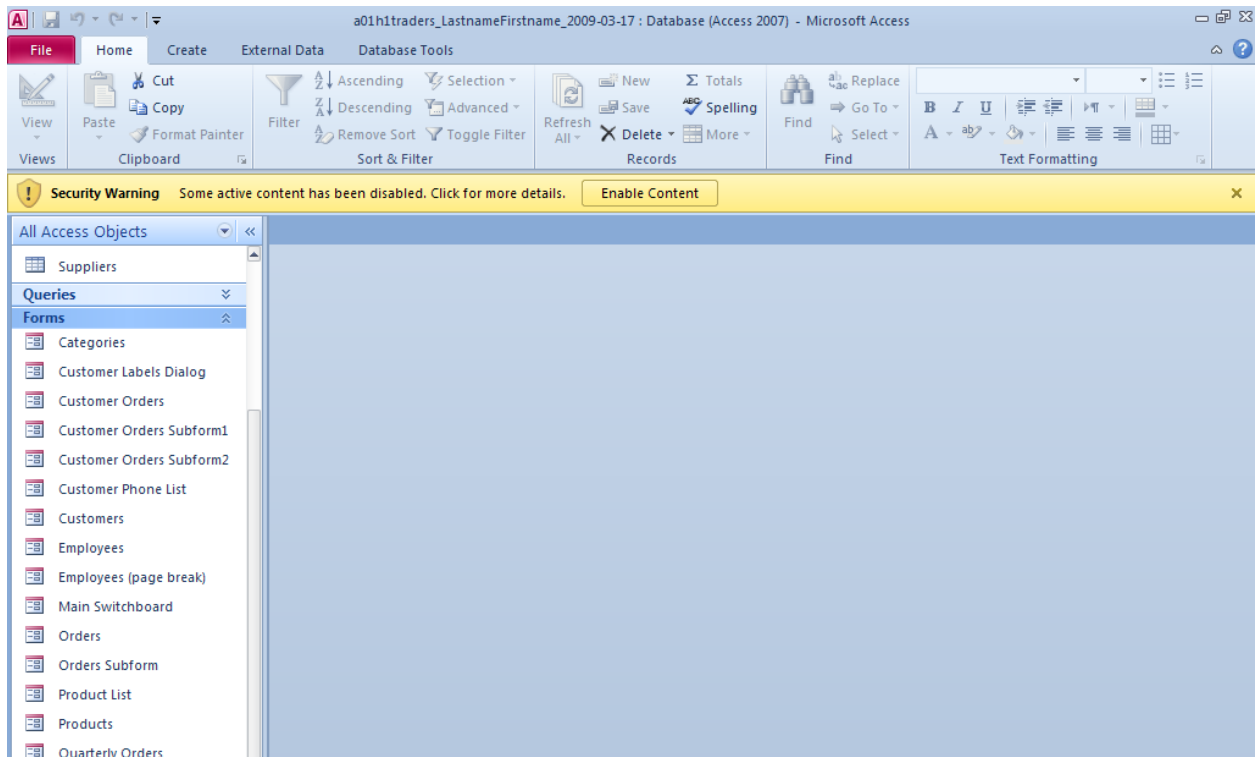 a01h1traders_LastnameFirstname_2009-03-17 : Database (Access 2007) - Microsoft Access
File Home Create External Data Database Tools
Cut Ascending Selection New Totals Replace
Copy Descending Advanced Save Spelling Go To
View Paste Format Painter Filter Remove Sort Toggle Filter Refresh All Delete More Find Select
Views Clipboard Sort & Filter Records Find Text Formatting
Security Warning Some active content has been disabled. Click for more details. Enable Content
All Access Objects
Suppliers
Queries
Forms
Categories
Customer Labels Dialog
Customer Orders
Customer Orders Subform1
Customer Orders Subform2
Customer Phone List
Customers
Employees
Employees (page break)
Main Switchboard
Orders
Orders Subform
Product List
Products
Quarterly Orders